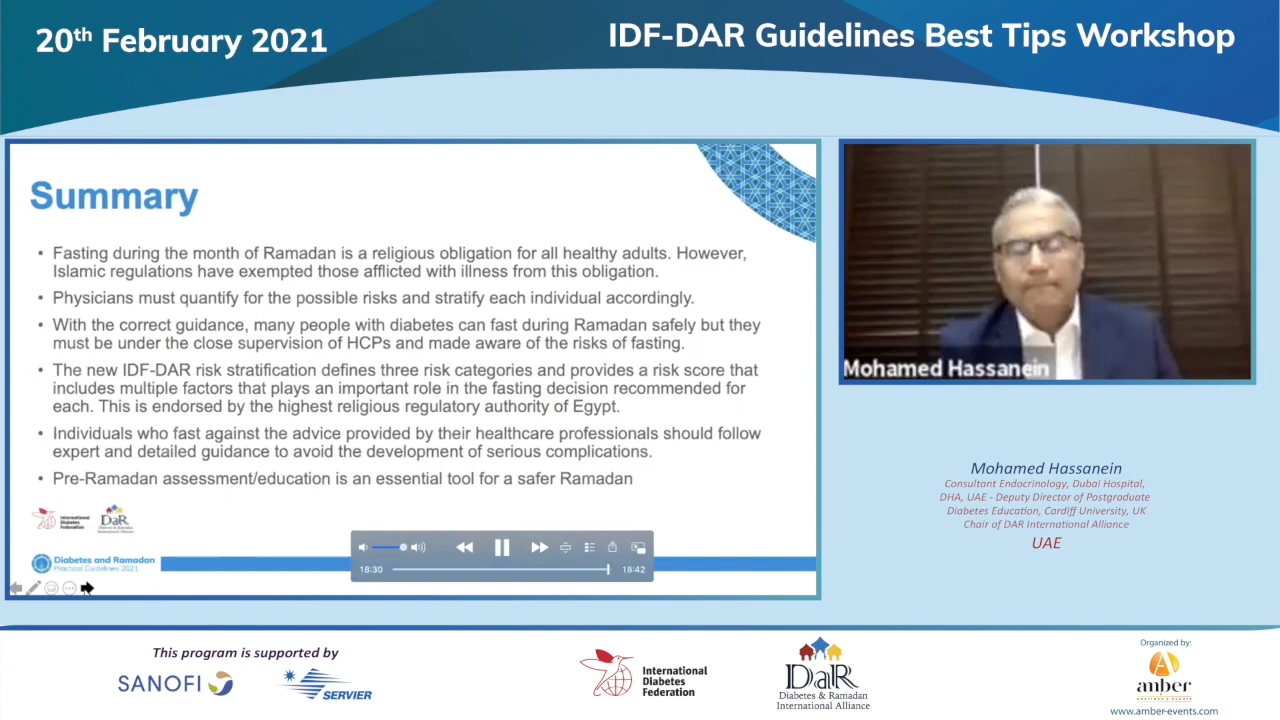 20th February 2021
IDF-DAR Guidelines Best Tips Workshop
Summary
• Fasting during the month of Ramadan is a religious obligation for all healthy adults. However,
Islamic regulations have exempted those afflicted with illness from this obligation.
• Physicians must quantify for the possible risks and stratify each individual accordingly.
• With the correct guidance, many people with diabetes can fast during Ramadan safely but they
must be under the close supervision of HCPs and made aware of the risks of fasting.
• The new IDF-DAR risk stratification defines three risk categories and provides a risk score that
includes multiple factors that plays an important role in the fasting decision recommended for
each. This is endorsed by the highest religious regulatory authority of Egypt.
• Individuals who fast against the advice provided by their healthcare professionals should follow
expert and detailed guidance to avoid the development of serious complications.
• Pre-Ramadan assessment/education is an essential tool for a safer Ramadan
International
Diabetes
Federation
DaR
Diabetes & Ramadan
International Alliance
Diabetes and Ramadan
Practical Guidelines 2021
18:30
18:42
Mohamed Hassanein
Mohamed Hassanein
Consultant Endocrinology, Dubai Hospital,
DHA, UAE - Deputy Director of Postgraduate
Diabetes Education, Cardiff University, UK
Chair of DAR International Alliance
UAE
This program is supported by
SANOFI
SERVIER
International
Diabetes
Federation
DaR
Diabetes & Ramadan
International Alliance
Organized by:
amber
www.amber-events.com